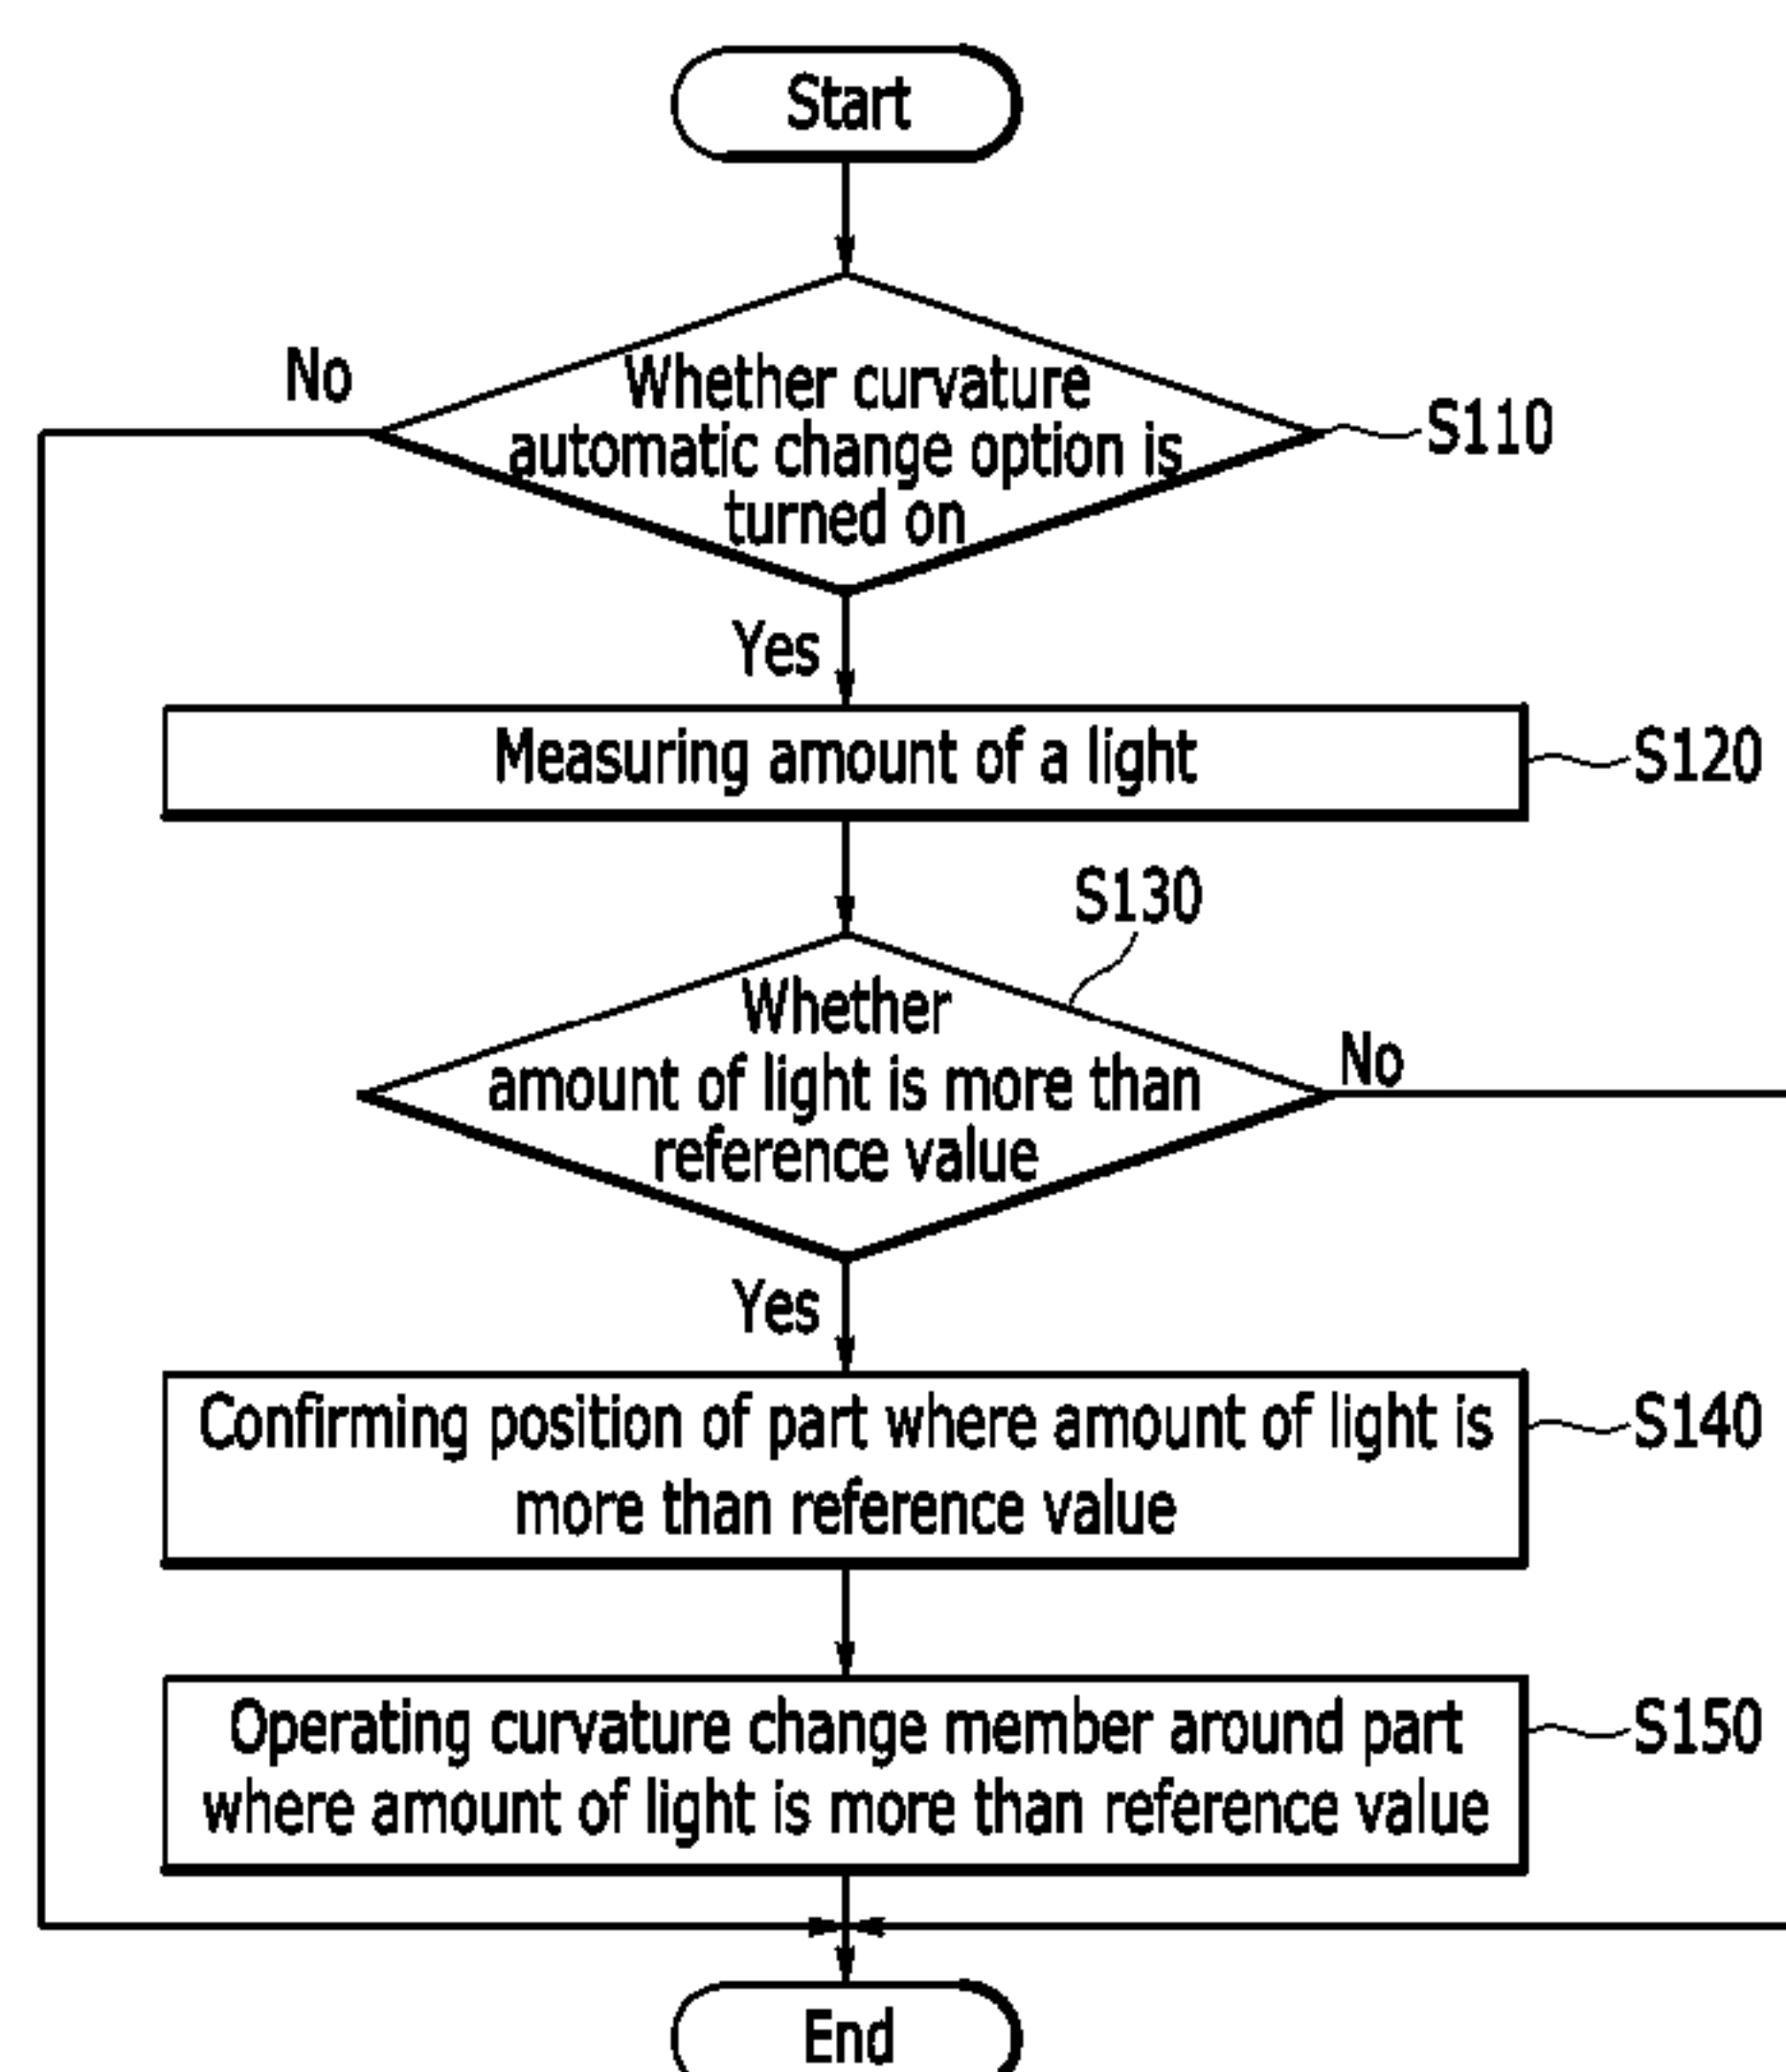 Start
No
Whether curvature
automatic change option is
turned on
S110
Yes
Measuring amount of a light
S120
S130
Whether
amount of light is more than
reference value
No
Yes
Confirming position of part where amount of light is
more than reference value
S140
Operating curvature change member around part
where amount of light is more than reference value
S150
End